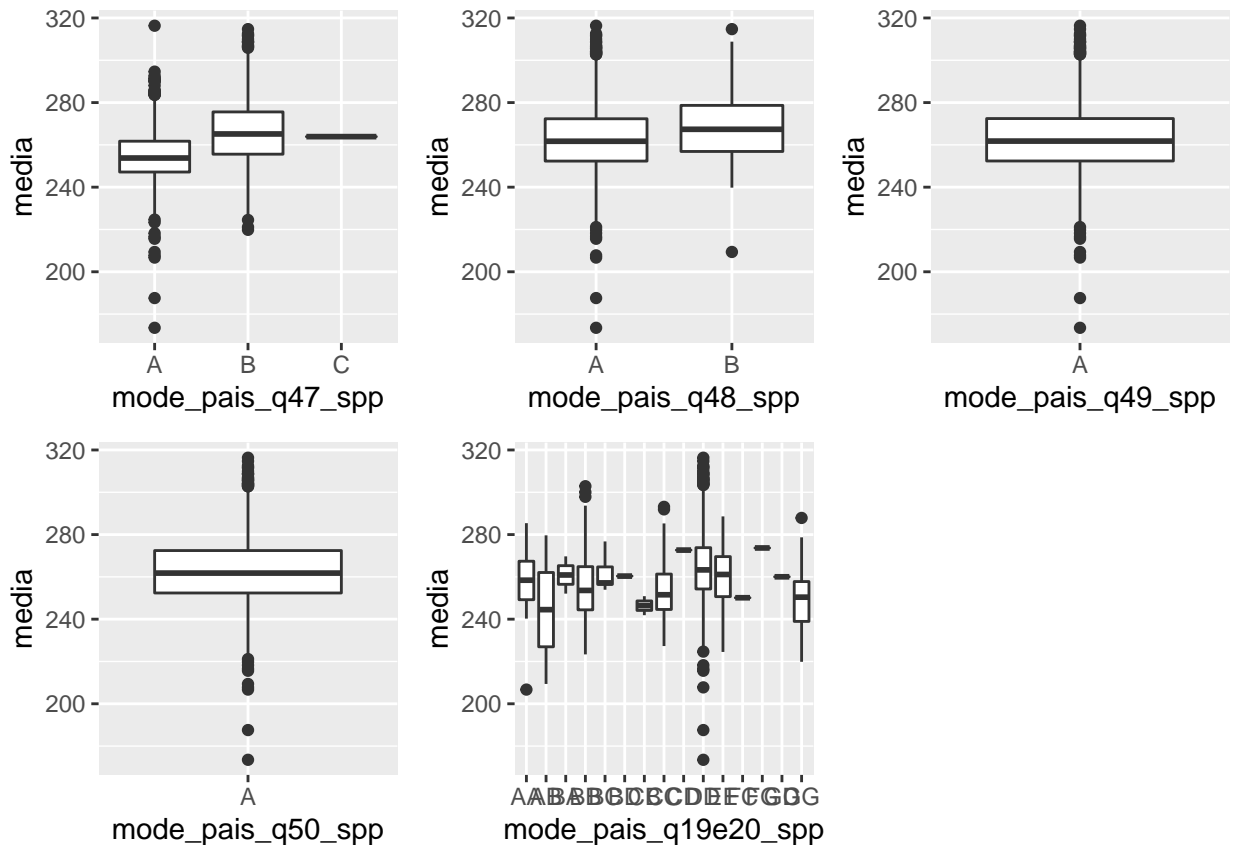 320
280
240
200
media
A B C
mode_pais_q47_spp
320
280
240
200
media
A B
mode_pais_q48_spp
320
280
240
200
media
A
mode_pais_q49_spp
320
280
240
200
media
A
mode_pais_q50_spp
320
280
240
200
media
mode_pais_q19e20_spp